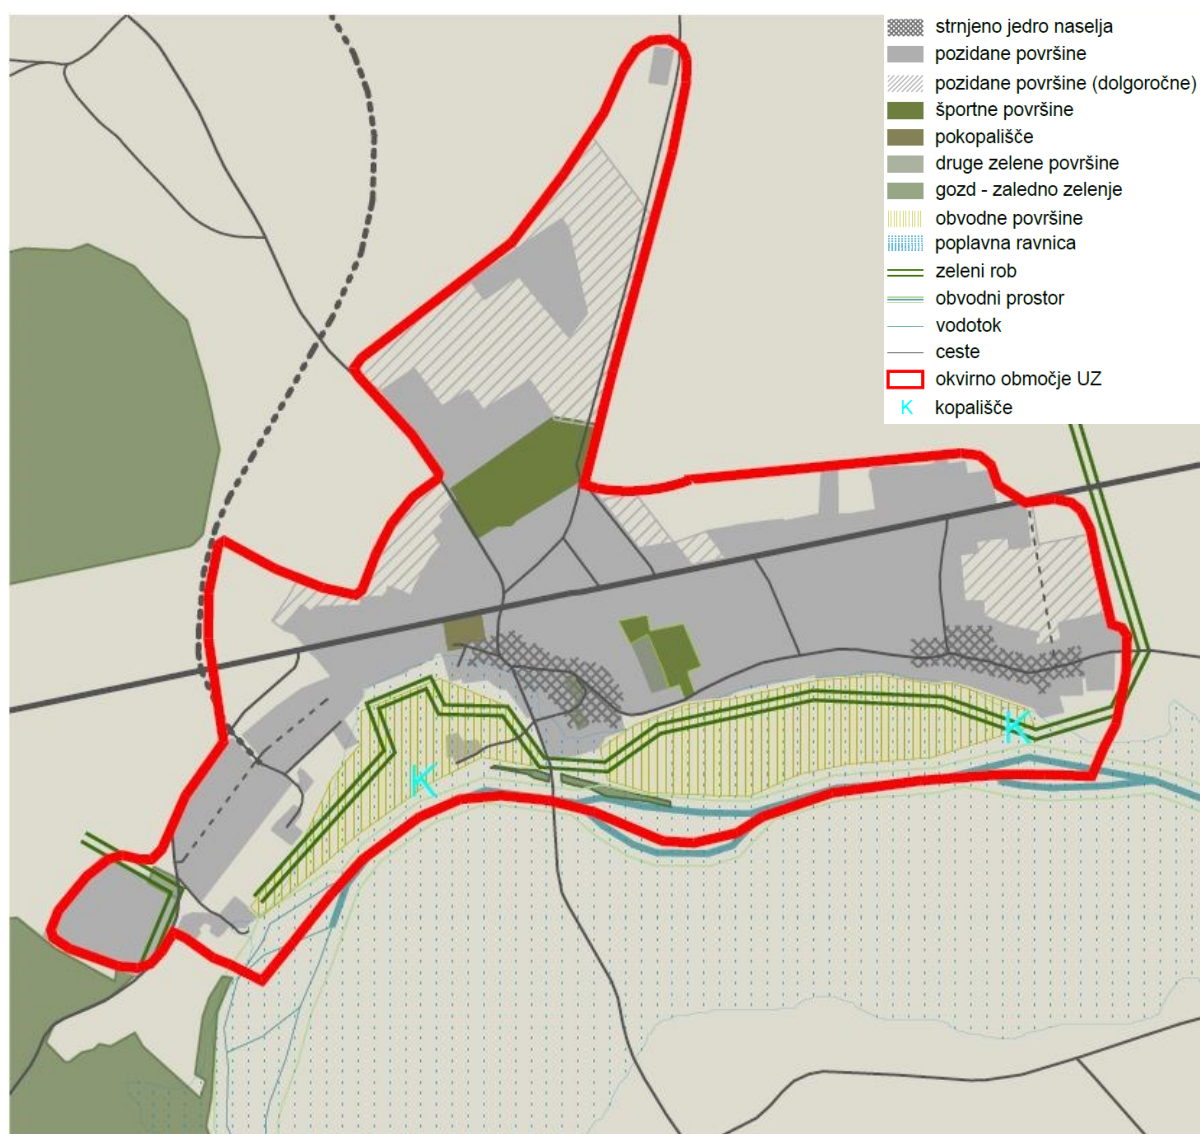 strnjeno jedro naselja
pozidane površine
pozidane površine (dolgoročne)
športne površine
pokopališče
druge zelene površine
gozd - zaledno zelenje
obvodne površine
poplavna ravnica
zeleni rob
obvodni prostor
vodotok
ceste
okvirno območje UZ
K kopališče
K
K